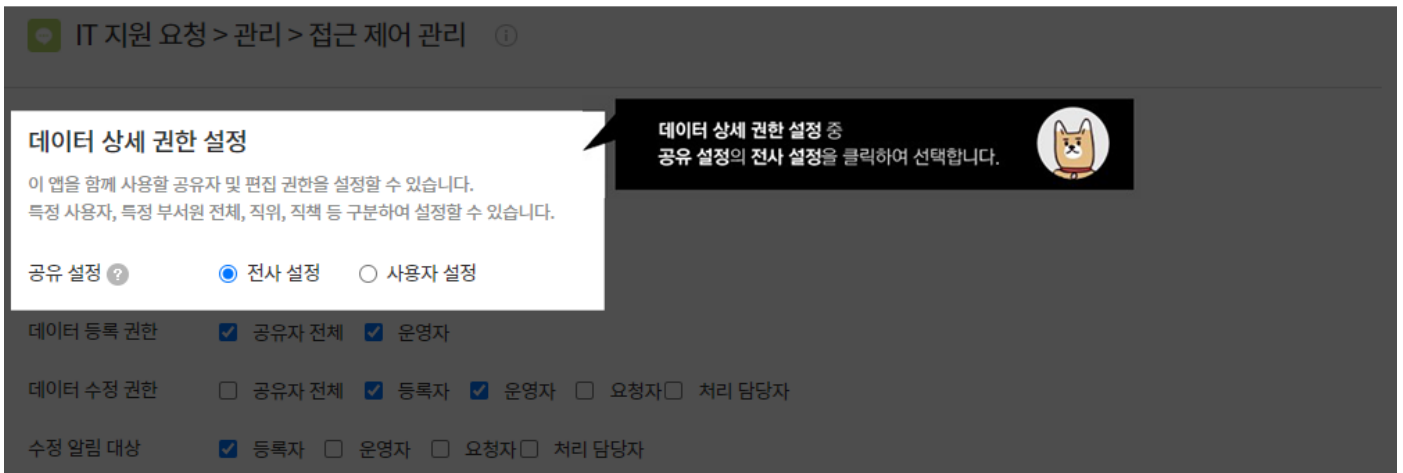 IT 지원 요청 > 관리 > 접근 제어 관리
데이터 상세 권한 설정
이 앱을 함께 사용할 공유자 및 편집 권한을 설정할 수 있습니다.
특정 사용자, 특정 부서원 전체, 직위, 직책 등 구분하여 설정할 수 있습니다.
데이터 상세 권한 설정 중
공유 설정의 전사 설정을 클릭하여 선택합니다.
공유 설정 ? 전사 설정 사용자 설정
데이터 등록 권한 공유자 전체 운영자
데이터 수정 권한 공유자 전체 등록자 운영자 요청자 처리 담당자
수정 알림 대상 등록자 운영자 요청자 처리 담당자